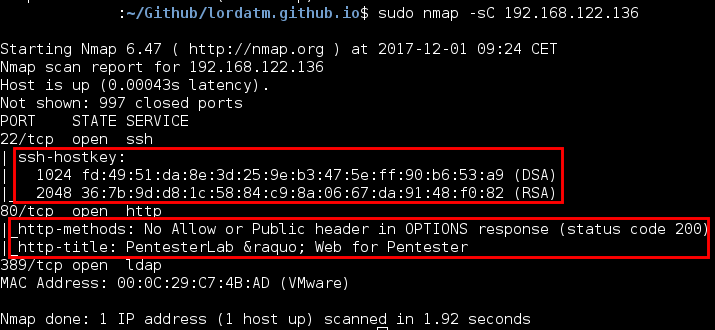 :~/Github/lordatm.github.io$ sudo nmap -sC 192.168.122.136
Starting Nmap 6.47 ( http://nmap.org ) at 2017-12-01 09:24 CET
Nmap scan report for 192.168.122.136
Host is up (0.00043s latency).
Not shown: 997 closed ports
PORT    STATE SERVICE
22/tcp  open  ssh
| ssh-hostkey:
|   1024 fd:49:51:da:8e:3d:25:9e:b3:47:5e:ff:90:b6:53:a9 (DSA)
|_  2048 36:7b:9d:d8:1c:58:84:c9:8a:06:67:da:91:48:f0:82 (RSA)
80/tcp  open  http
|_http-methods: No Allow or Public header in OPTIONS response (status code 200)
|_http-title: PentesterLab &raquo; Web for Pentester
389/tcp open  ldap
MAC Address: 00:0C:29:C7:4B:AD (VMware)
Nmap done: 1 IP address (1 host up) scanned in 1.92 seconds